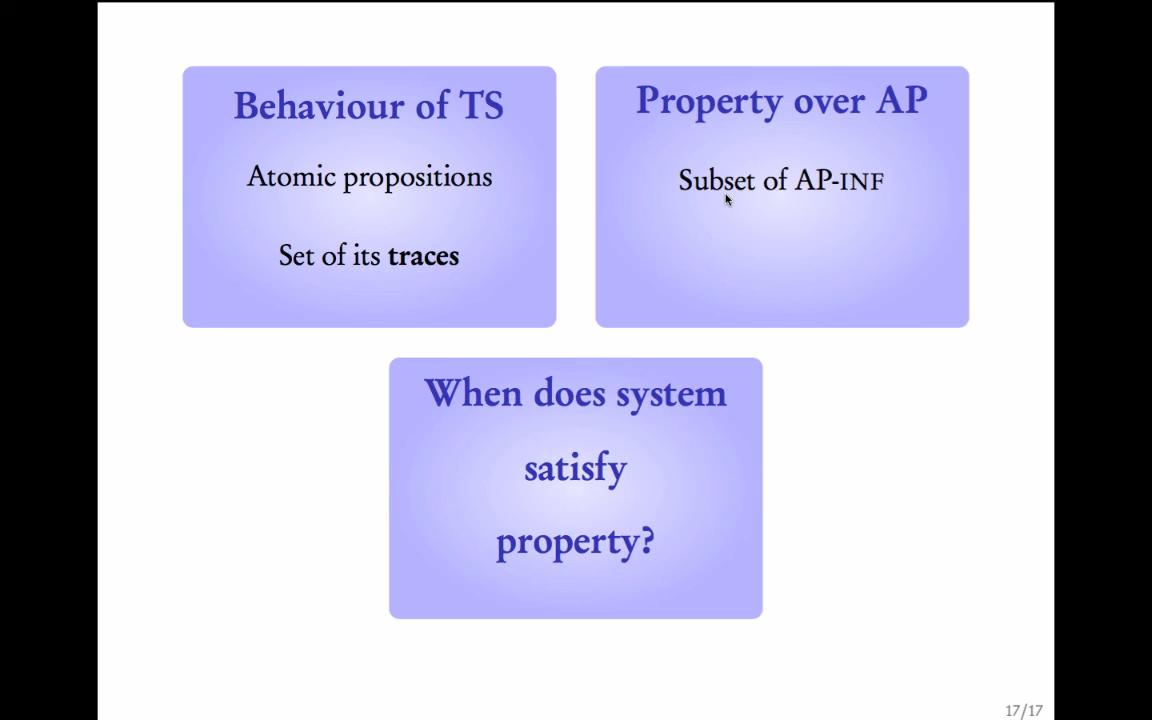 Behaviour of TS
Atomic propositions
Set of its traces
Property over AP
Subset of AP-INF
When does system
satisfy
property?
17/17